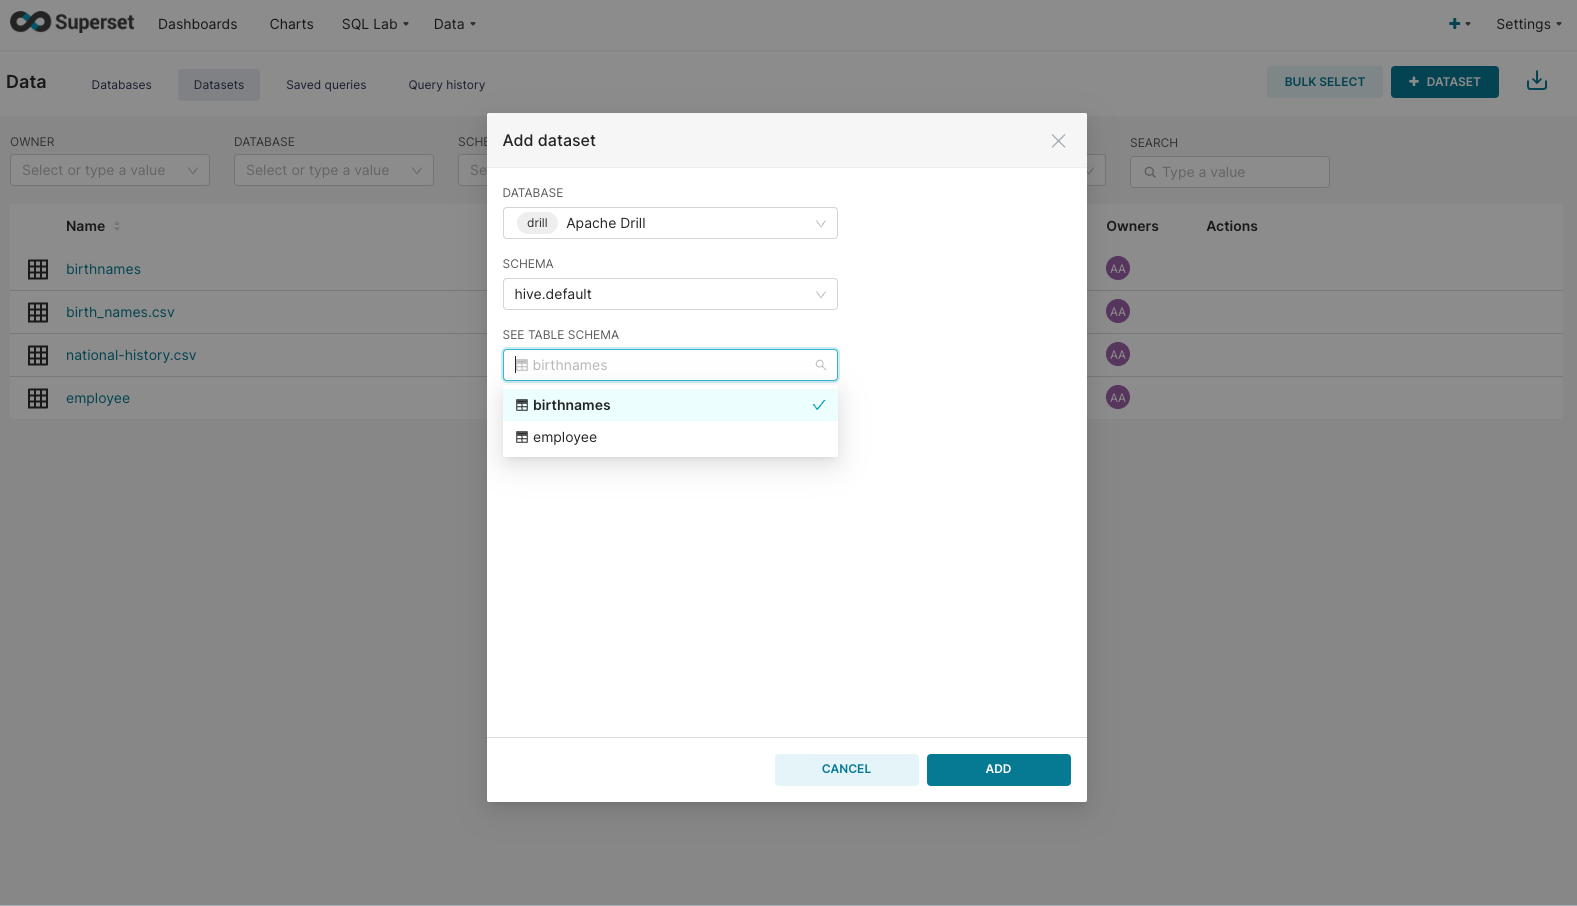 Superset Dashboards Charts SQL Lab Data Settings
Data Databases Datasets Saved queries Query history BULK SELECT + DATASET
Add dataset
OWNER DATABASE SCHE SEARCH
Select or type a value Select or type a value Se Type a value
DATABASE
drill Apache Drill
Name Owners Actions
SCHEMA
birthnames AA
hive.default
birth_names.csv AA
SEE TABLE SCHEMA
national-history.csv AA
birthnames
employee AA
birthnames
employee
CANCEL ADD